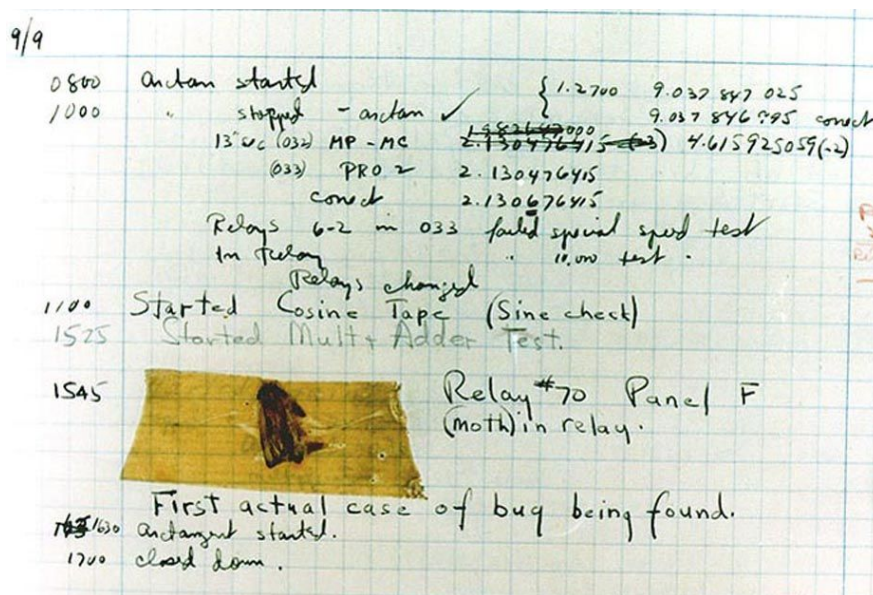 9/9
0800 arctan started { 1.2700 9.037 847 025
1000 " stopped - arctan ✓ 9.037 846 995 conect
13"uc (032) MP - MC 2.130476415 (-3) 4.615925059(-2)
(033) PRO 2 2.130476415
conect 2.130676415
Relays 6-2 in 033 failed special speed test
In Relay " 10,000 test .
Relays changed
1100 Started Cosine Tape (Sine check)
1525 Started Mult + Adder Test.
1545 Relay #70 Panel F
(moth) in relay.
First actual case of bug being found.
1630 arctangent started.
1700 closed down.